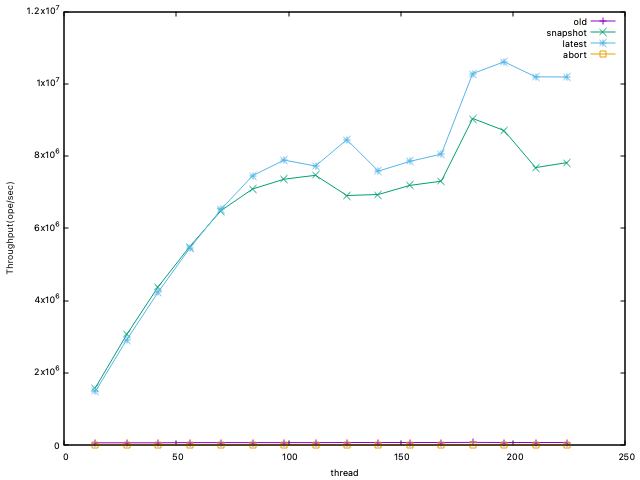 1.2x10⁷
1x10⁷
8x10⁶
6x10⁶
4x10⁶
2x10⁶
0
Throughput(ope/sec)
0 50 100 150 200 250
thread
old
snapshot
latest
abort